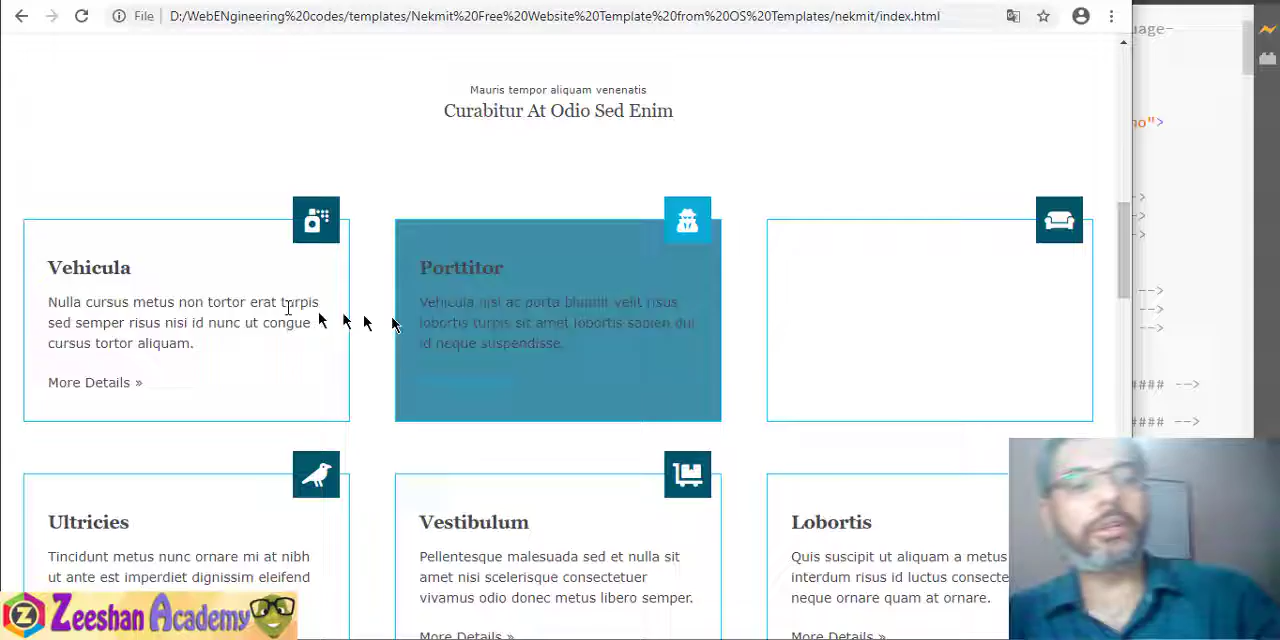 File
D:/WebENgineering%20codes/templates/Nekmit%20Free%20Website%20Template%20from%20OS%20Templates/nekmit/index.html
Mauris tempor aliquam venenatis
Curabitur At Odio Sed Enim
Vehicula
Nulla cursus metus non tortor erat turpis
sed semper risus nisi id nunc ut congue
cursus tortor aliquam.
More Details »
Porttitor
Vehicula nisi ac porta blandit velit risus
lobortis turpis sit amet lobortis sapien dui
id neque suspendisse.
Ultricies
Tincidunt metus nunc ornare mi at nibh
ut ante est imperdiet dignissim eleifend
Vestibulum
Pellentesque malesuada sed et nulla sit
amet nisi scelerisque consectetuer
vivamus odio donec metus libero semper.
More Details »
Lobortis
Quis suscipit ut aliquam a metus
interdum risus id luctus consecte
neque ornare quam at ornare.
More Details »
uage-
no">
-->
-->
-->
-->
-->
-->
#### -->
#### -->
Zeeshan Academy